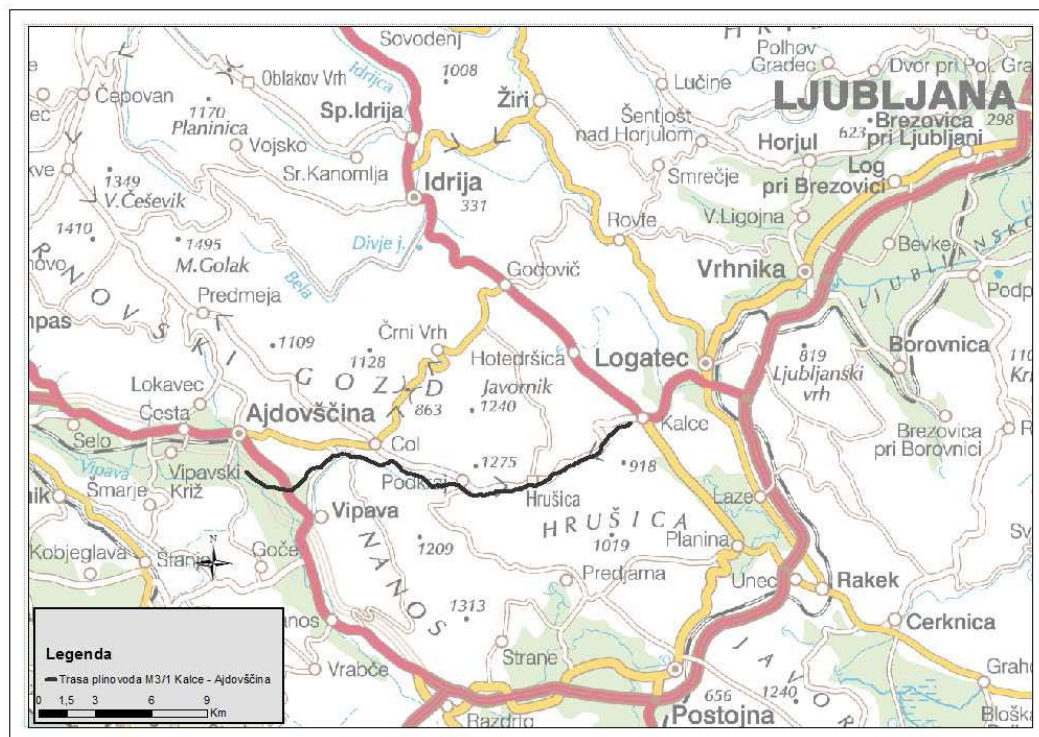 Sovodenj
1008
Oblakov Vrh
Idrijca
Polhov
Gradec
Dvor pri Pol.
Gra
Lučine
Čepovan
1170
Planinica
Žiri
LJUBLJANA
Sp.Idrija
Šentjošt
nad Horjulom
Brezovica
pri Ljubljani
298
Vojsko
Horjul
623
Sr.Kanomlja
Log
pri Brezovici
Smrečje
1349
V.Češevik
Idrija
331
V.Ligojna
1410
1495
M.Golak
Divje j.
Rovte
Bevke
Bela
Vrhnika
Godovič
Predmeja
Podp
Črni Vrh
1109
1128
Hotedršica
Logatec
819
Ljubljanski
vrh
Borovnica
GOZD
Javornik
Lokavec
863
1240
Cesta
Ajdovščina
Kalce
Selo
Col
Brezovica
pri Borovnici
Vipava
Vipavski
Križ
1275
918
Podkraj
Šmarje
Hrušica
Laze
Vipava
HRUŠICA
N
Kobjeglava
Štanjel
Goče
1209
1019
Planina
NANOS
Predjama
Unec
Rakek
1313
Cerknica
Vrabče
Strane
656
1240
Postojna
Razdrto
Bloška
Legenda
Trasa plinovoda M3/1 Kalce - Ajdovščina
0 1,5 3 6 9
Km